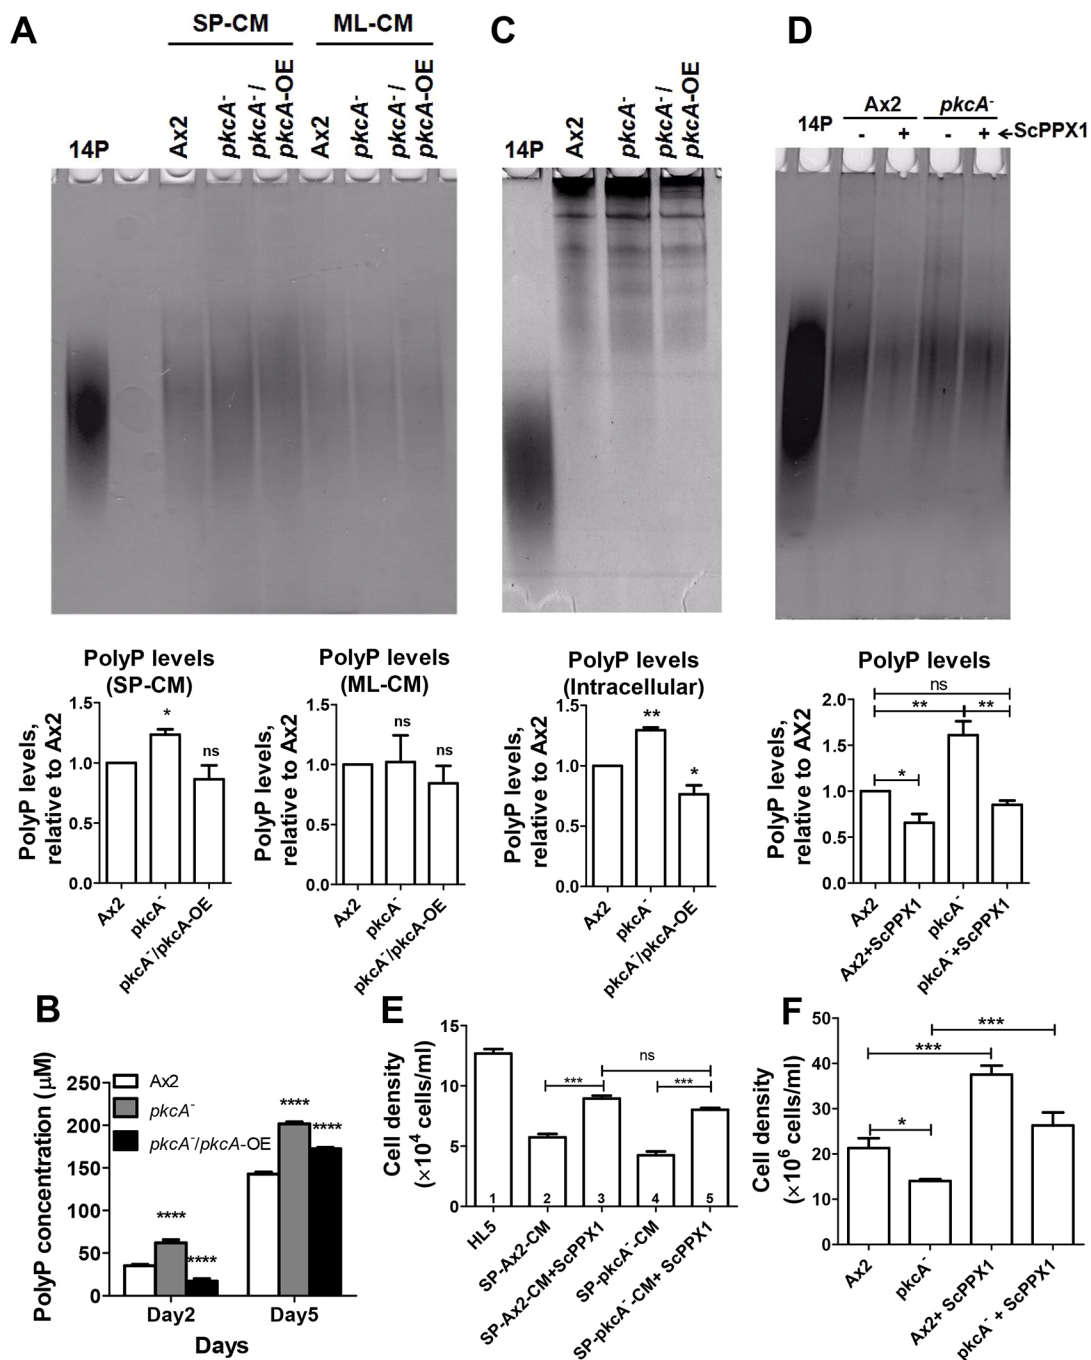 A
SP-CM
ML-CM
14P
Ax2
pkcA-
pkcA-/
pkcA-OE
Ax2
pkcA-
pkcA-/
pkcA-OE
C
14P
Ax2
pkcA-
pkcA-/
pkcA-OE
D
14P
Ax2
pkcA-
- + - + ←ScPPX1
PolyP levels
(SP-CM)
PolyP levels,
relative to Ax2
1.5
1.0
0.5
0.0
*
ns
Ax2
pkcA-
pkcA-/pkcA-OE
PolyP levels
(ML-CM)
PolyP levels,
relative to Ax2
1.5
1.0
0.5
0.0
ns
ns
Ax2
pkcA-
pkcA-/pkcA-OE
PolyP levels
(Intracellular)
PolyP levels,
relative to Ax2
1.5
1.0
0.5
0.0
**
*
Ax2
pkcA-
pkcA-/pkcA-OE
PolyP levels
PolyP levels,
relative to AX2
2.0
1.5
1.0
0.5
0.0
ns
** **
*
Ax2
Ax2+ScPPX1
pkcA-
pkcA-+ScPPX1
B
PolyP concentration (μM)
250
200
150
100
50
0
Ax2
pkcA-
pkcA-/pkcA-OE
****
****
****
****
Day2 Day5
Days
E
Cell density
(×10⁴ cells/ml)
15
10
5
0
ns
*** ***
1 2 3 4 5
HL5
SP-Ax2-CM
SP-Ax2-CM+ScPPX1
SP-pkcA--CM
SP-pkcA--CM+ ScPPX1
F
Cell density
(×10⁶ cells/ml)
50
40
30
20
10
0
***
***
*
Ax2
pkcA-
Ax2+ ScPPX1
pkcA- + ScPPX1